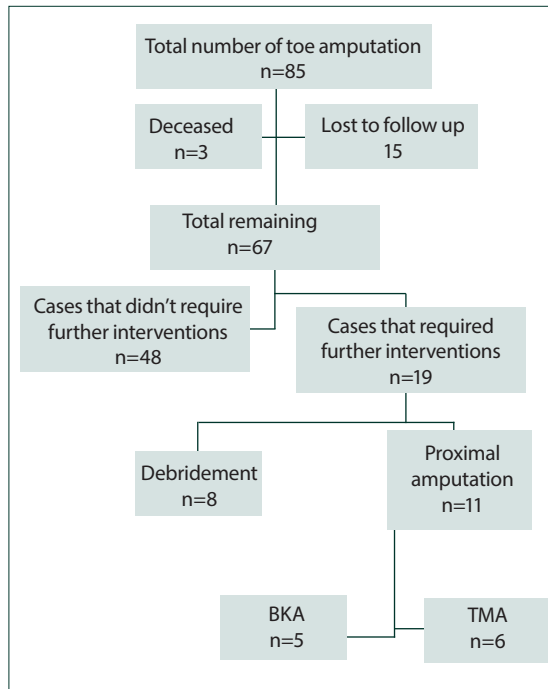 Total number of toe amputation
n=85
Deceased
n=3
Lost to follow up
15
Total remaining
n=67
Cases that didn't require
further interventions
n=48
Cases that required
further interventions
n=19
Debridement
n=8
Proximal
amputation
n=11
BKA
n=5
TMA
n=6